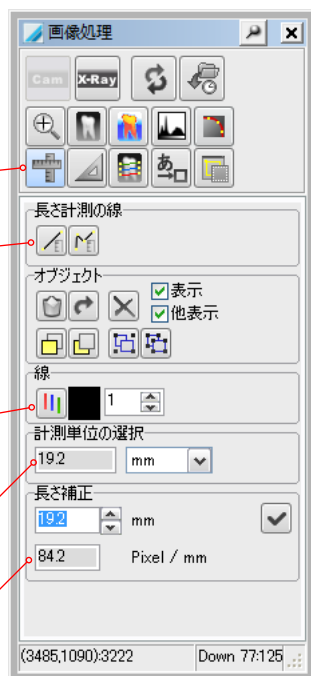 画像処理
Cam X-Ray
あ
長さ計測の線
オブジェクト
表示
他表示
線
1
計測単位の選択
19.2 mm
長さ補正
19.2 mm
84.2 Pixel / mm
(3485,1090):3222 Down 77:125